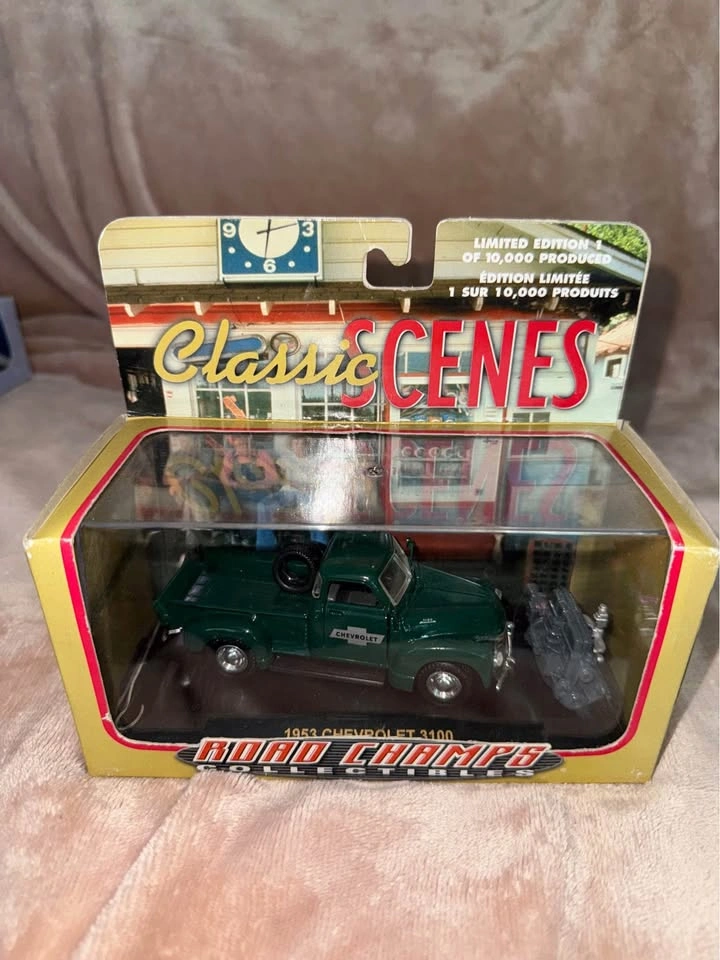 9 3
6
LIMITED EDITION 1
OF 10,000 PRODUCED
ÉDITION LIMITÉE
1 SUR 10,000 PRODUITS
Classic SCENES
CHEVROLET
1953 CHEVROLET 3100
ROAD CHAMPS
COLLECTIBLES